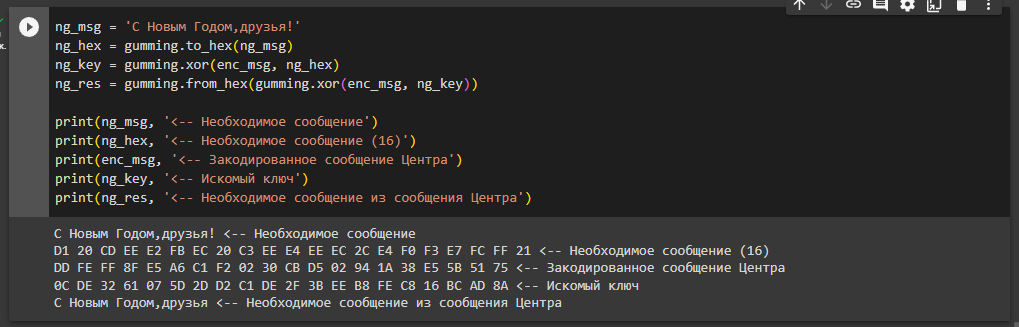 ng_msg = 'С Новым Годом,друзья!'
ng_hex = gumming.to_hex(ng_msg)
ng_key = gumming.xor(enc_msg, ng_hex)
ng_res = gumming.from_hex(gumming.xor(enc_msg, ng_key))
print(ng_msg, '<-- Необходимое сообщение')
print(ng_hex, '<-- Необходимое сообщение (16)')
print(enc_msg, '<-- Закодированное сообщение Центра')
print(ng_key, '<-- Искомый ключ')
print(ng_res, '<-- Необходимое сообщение из сообщения Центра')
С Новым Годом,друзья! <-- Необходимое сообщение
D1 20 CD EE E2 FB EC 20 C3 EE E4 EE EC 2C E4 F0 F3 E7 FC FF 21 <-- Необходимое сообщение (16)
DD FE FF 8F E5 A6 C1 F2 02 30 CB D5 02 94 1A 38 E5 5B 51 75 <-- Закодированное сообщение Центра
0C DE 32 61 07 5D 2D D2 C1 DE 2F 3B EE B8 FE C8 16 BC AD 8A <-- Искомый ключ
С Новым Годом,друзья <-- Необходимое сообщение из сообщения Центра